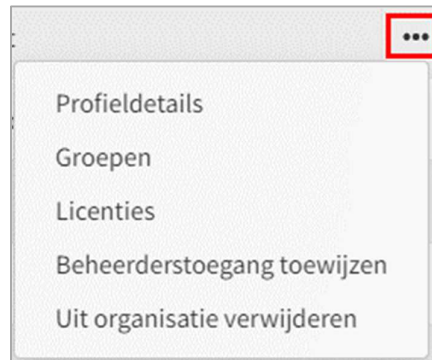 Profieldetails
Groepen
Licenties
Beheerderstoegang toewijzen
Uit organisatie verwijderen